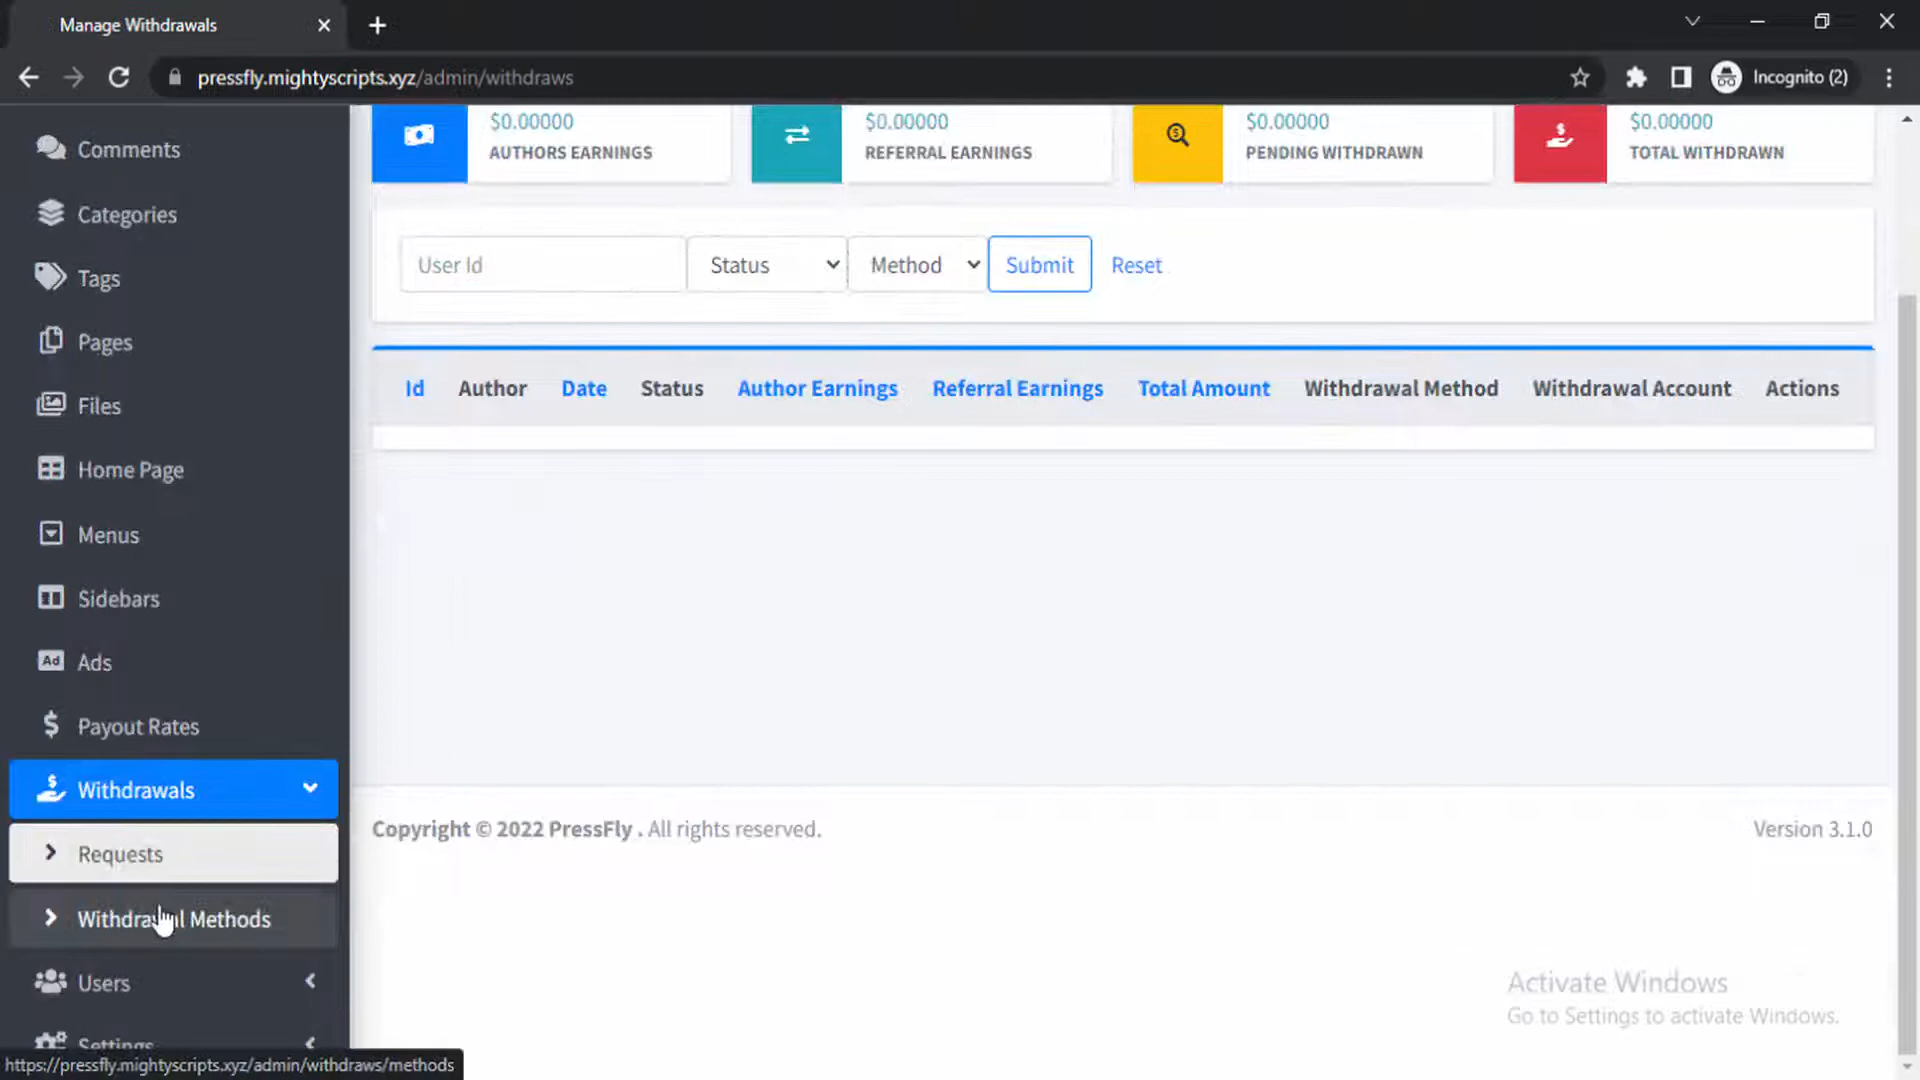 Manage Withdrawals
pressfly.mightyscripts.xyz/admin/withdraws
Incognito (2)
Comments
Categories
Tags
Pages
Files
Home Page
Menus
Sidebars
Ad Ads
Payout Rates
Withdrawals
Requests
Withdrawal Methods
Users
Settings
$0.00000
AUTHORS EARNINGS
$0.00000
REFERRAL EARNINGS
$0.00000
PENDING WITHDRAWN
$0.00000
TOTAL WITHDRAWN
User Id Status Method Submit Reset
Id Author Date Status Author Earnings Referral Earnings Total Amount Withdrawal Method Withdrawal Account Actions
Copyright © 2022 PressFly . All rights reserved.
Version 3.1.0
Activate Windows
Go to Settings to activate Windows.
https://pressfly.mightyscripts.xyz/admin/withdraws/methods